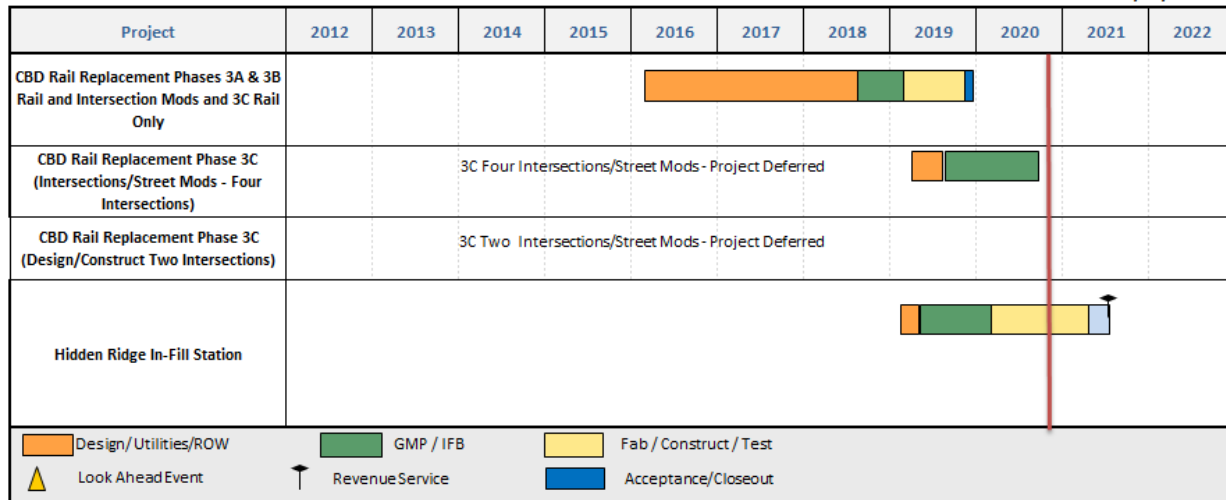 Project 2012 2013 2014 2015 2016 2017 2018 2019 2020 2021 2022
CBD Rail Replacement Phases 3A & 3B
Rail and Intersection Mods and 3C Rail
Only
CBD Rail Replacement Phase 3C
(Intersections/Street Mods - Four
Intersections)
3C Four Intersections/Street Mods - Project Deferred
CBD Rail Replacement Phase 3C
(Design/Construct Two Intersections)
3C Two Intersections/Street Mods - Project Deferred
Hidden Ridge In-Fill Station
Design/Utilities/ROW GMP / IFB Fab / Construct / Test
Look Ahead Event Revenue Service Acceptance/Closeout